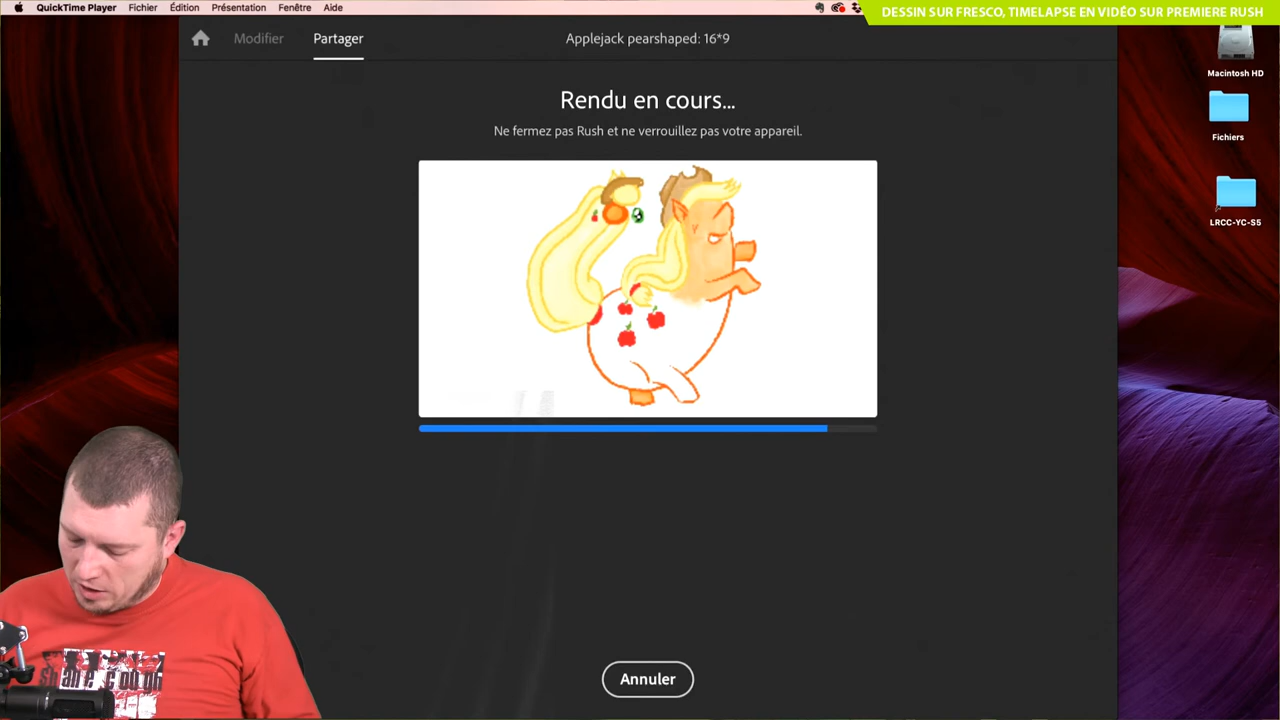 QuickTime Player Fichier Édition Présentation Fenêtre Aide
DESSIN SUR FRESCO, TIMELAPSE EN VIDÉO SUR PREMIERE RUSH
Modifier Partager Applejack pearshaped: 16*9
Macintosh HD
Rendu en cours...
Ne fermez pas Rush et ne verrouillez pas votre appareil.
Fichiers
LRCC-YC-S5
Annuler